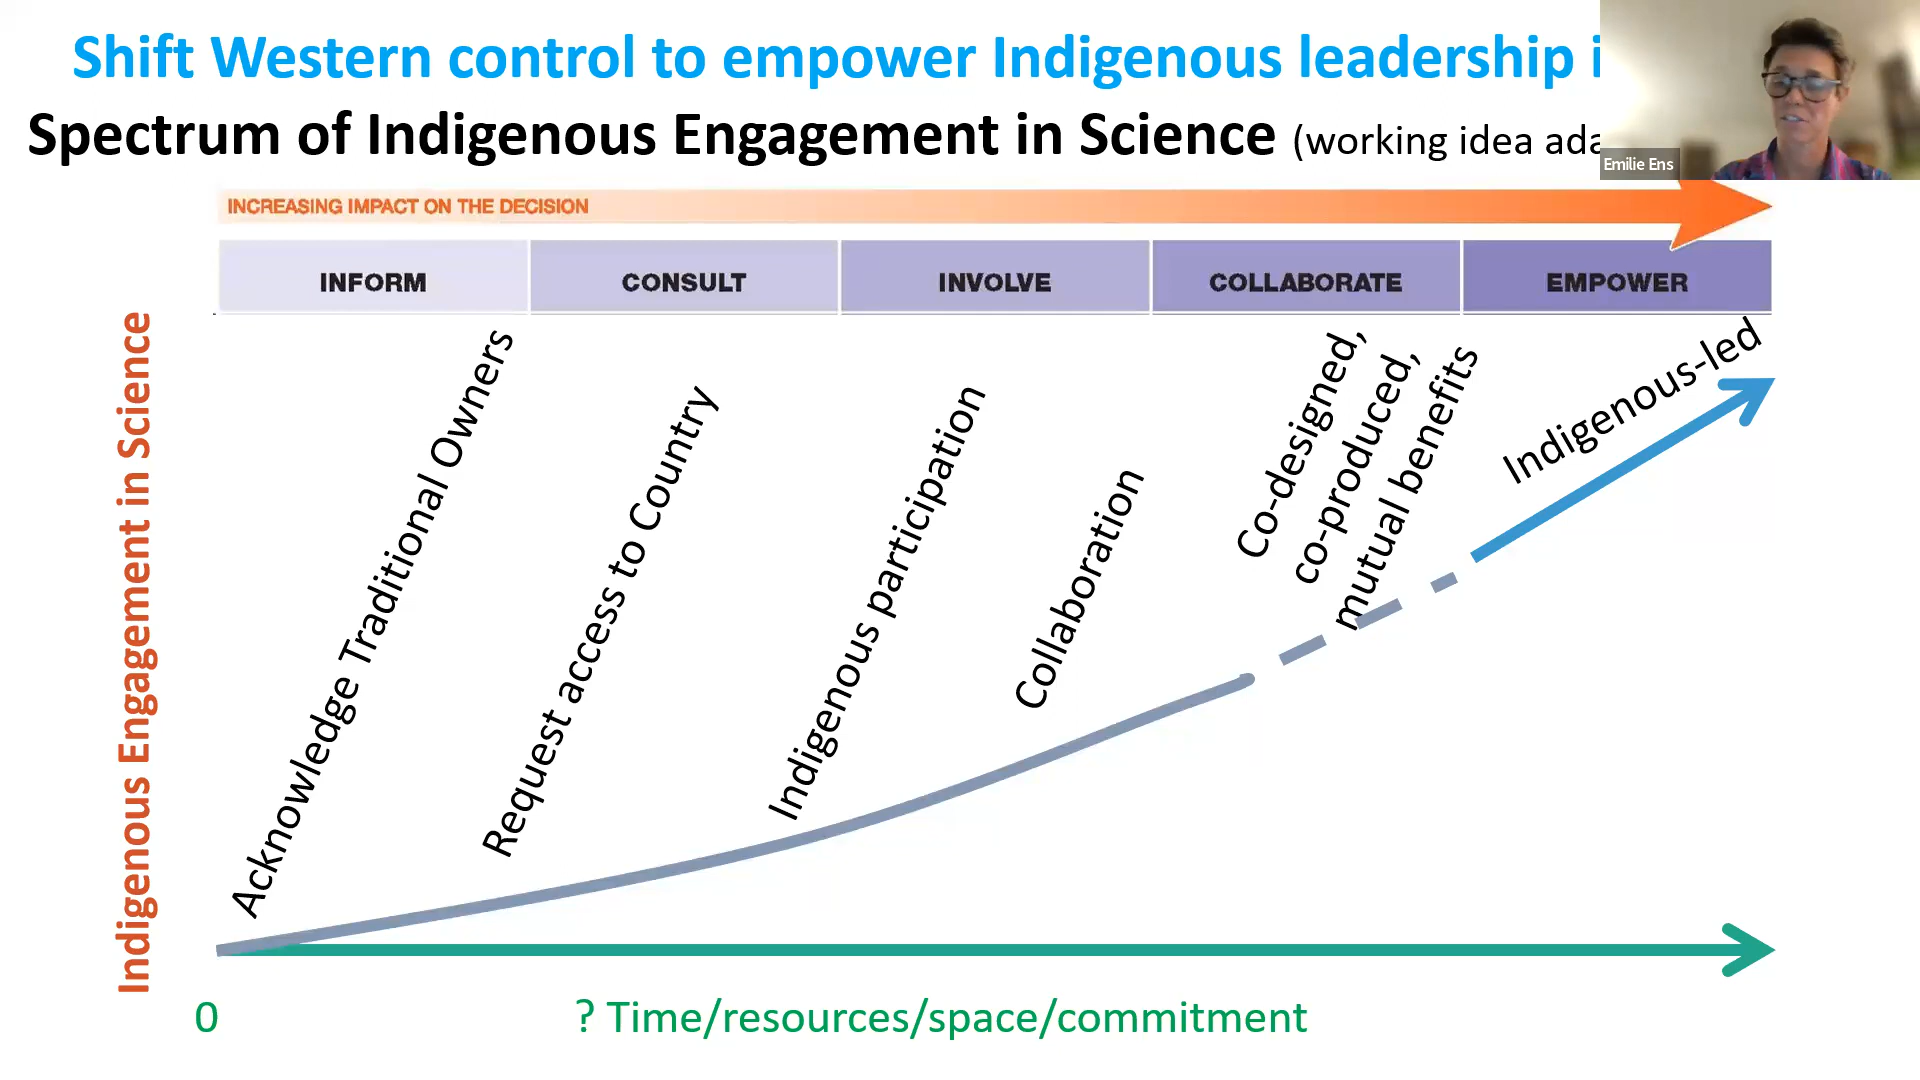 Shift Western control to empower Indigenous leadership
Spectrum of Indigenous Engagement in Science (working idea
Emilie Ens
INCREASING IMPACT ON THE DECISION
INFORM
CONSULT
INVOLVE
COLLABORATE
EMPOWER
Indigenous Engagement in Science
Acknowledge Traditional Owners
Request access to Country
Indigenous participation
Collaboration
Co-designed,
co-produced,
mutual benefits
Indigenous-led
0
? Time/resources/space/commitment